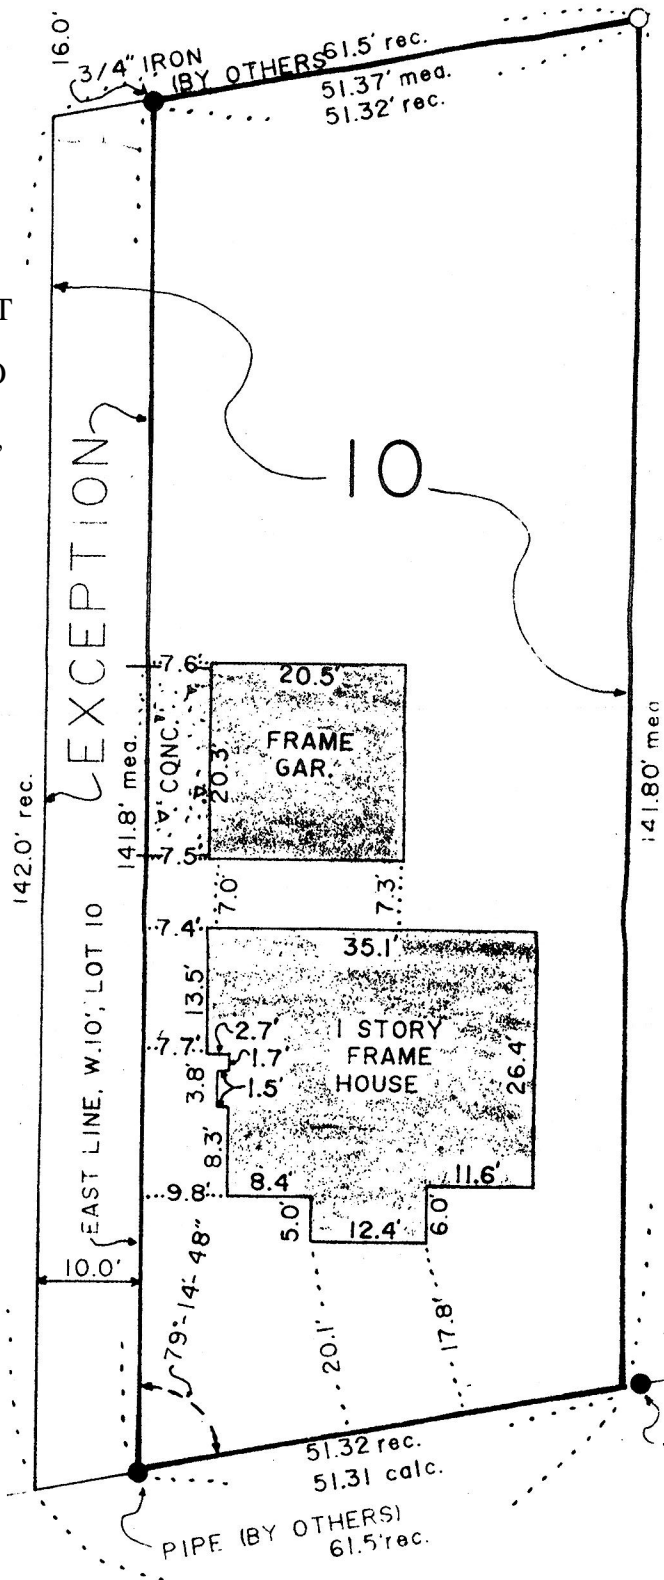 16.0'
3/4" IRON
(BY OTHERS
61.5' rec.
51.37' mea.
51.32' rec.
T
EXCEPTION
10
7.6'
20.5'
FRAME
GAR.
20.3'
CONC.
7.5'
142.0' rec.
141.8' mea.
141.80' mea
7.0'
7.3'
7.4'
35.1'
13.5'
1 STORY
FRAME
HOUSE
2.7'
7.7'
1.7'
3.8'
1.5'
26.4'
EAST LINE, W.10', LOT 10
8.3'
8.4'
11.6'
9.8'
5.0'
12.4'
6.0'
10.0'
79°-14'-48"
20.1'
17.8'
51.32 rec.
51.31 calc.
PIPE (BY OTHERS)
61.5' rec.